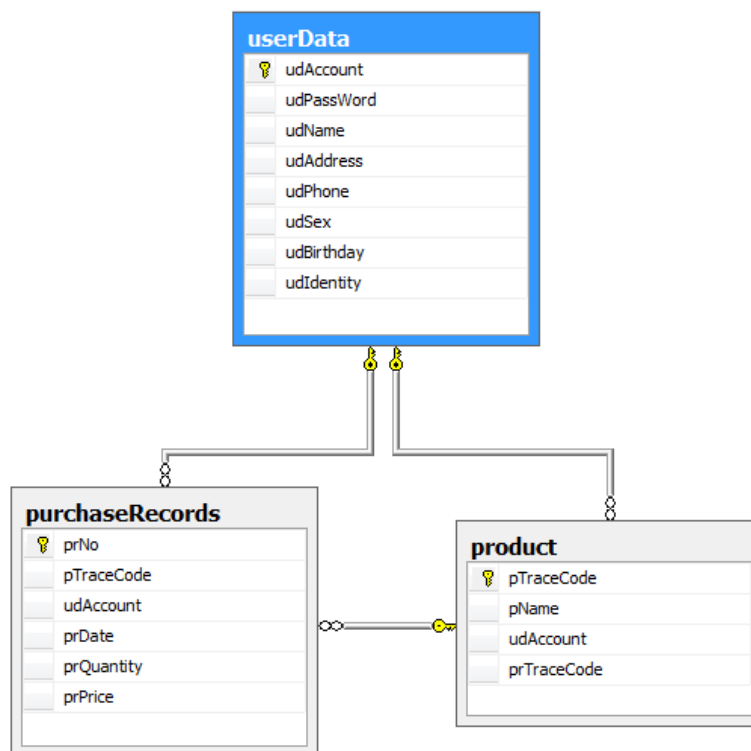 userData
udAccount
udPassWord
udName
udAddress
udPhone
udSex
udBirthday
udIdentity
purchaseRecords
prNo
pTraceCode
udAccount
prDate
prQuantity
prPrice
product
pTraceCode
pName
udAccount
prTraceCode